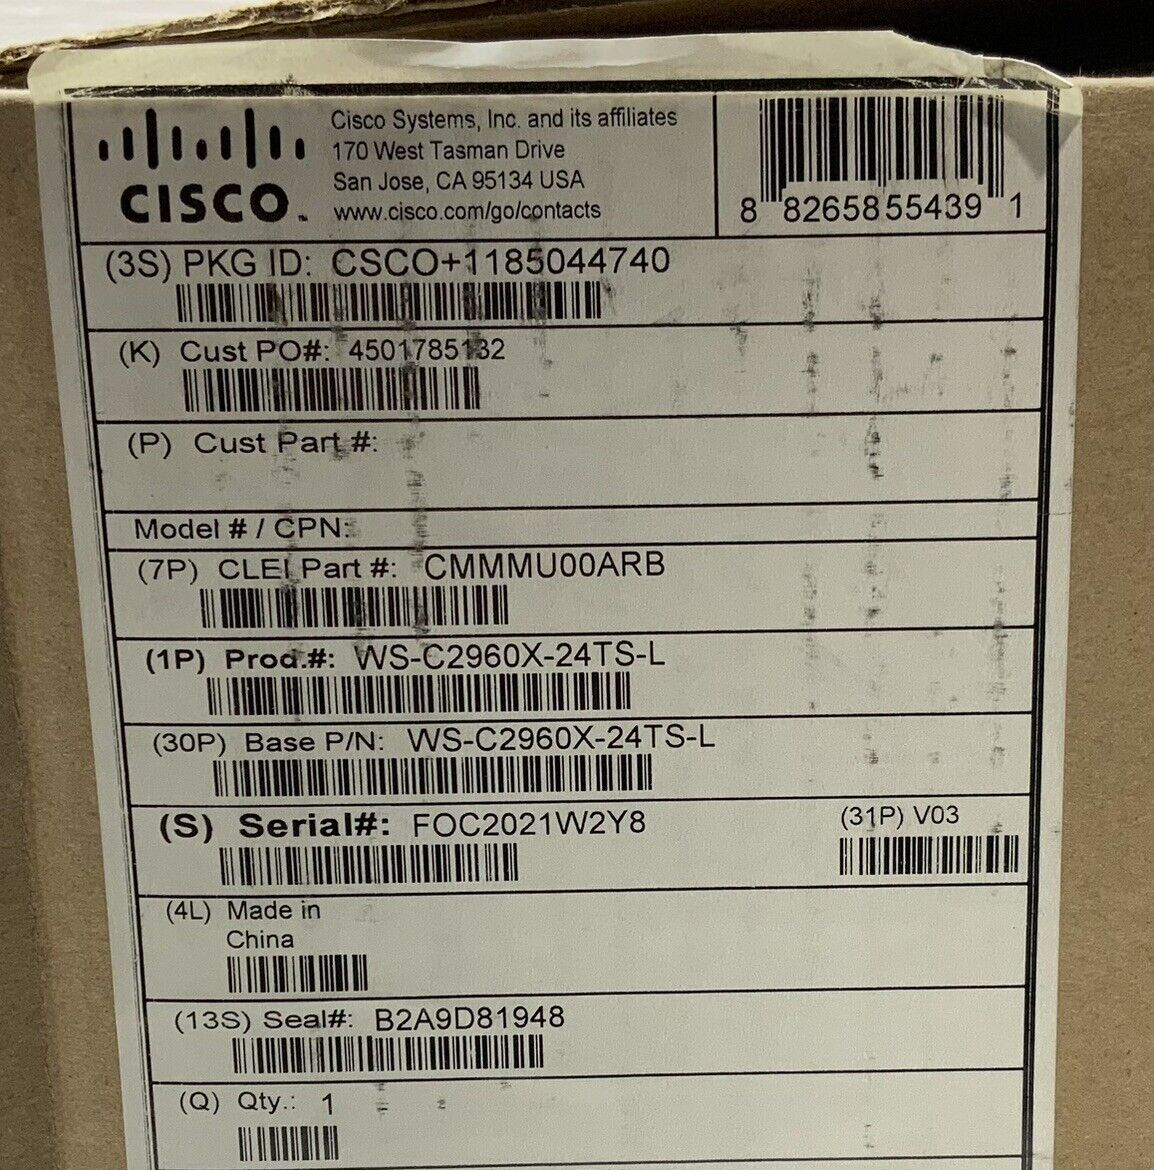 CISCO™
Cisco Systems, Inc. and its affiliates
170 West Tasman Drive
San Jose, CA 95134 USA
www.cisco.com/go/contacts
8 8265855439 1
(3S) PKG ID: CSCO+1185044740
(K) Cust PO#: 4501785132
(P) Cust Part #:
Model # / CPN:
(7P) CLEI Part #: CMMMU00ARB
(1P) Prod.#: WS-C2960X-24TS-L
(30P) Base P/N: WS-C2960X-24TS-L
(S) Serial#: FOC2021W2Y8
(31P) V03
(4L) Made in
China
(13S) Seal#: B2A9D81948
(Q) Qty.: 1